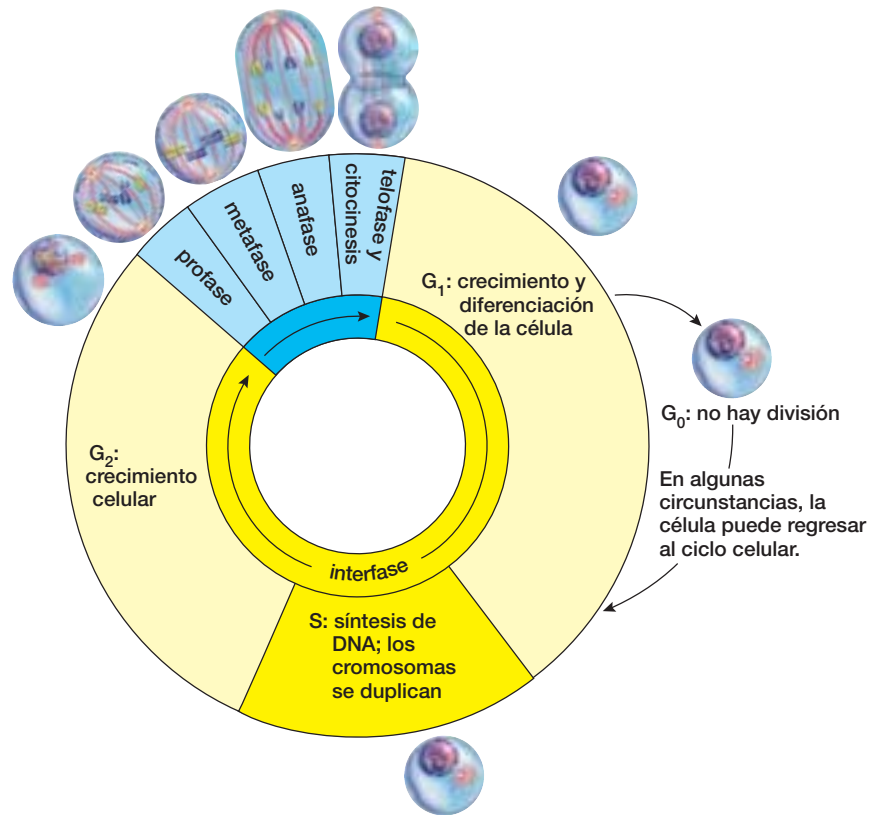 telofase y
citocinesis
anafase
metafase
profase
G₁: crecimiento y
diferenciación
de la célula
G₀: no hay división
En algunas
circunstancias, la
célula puede regresar
al ciclo celular.
G₂:
crecimiento
celular
interfase
S: síntesis de
DNA; los
cromosomas
se duplican